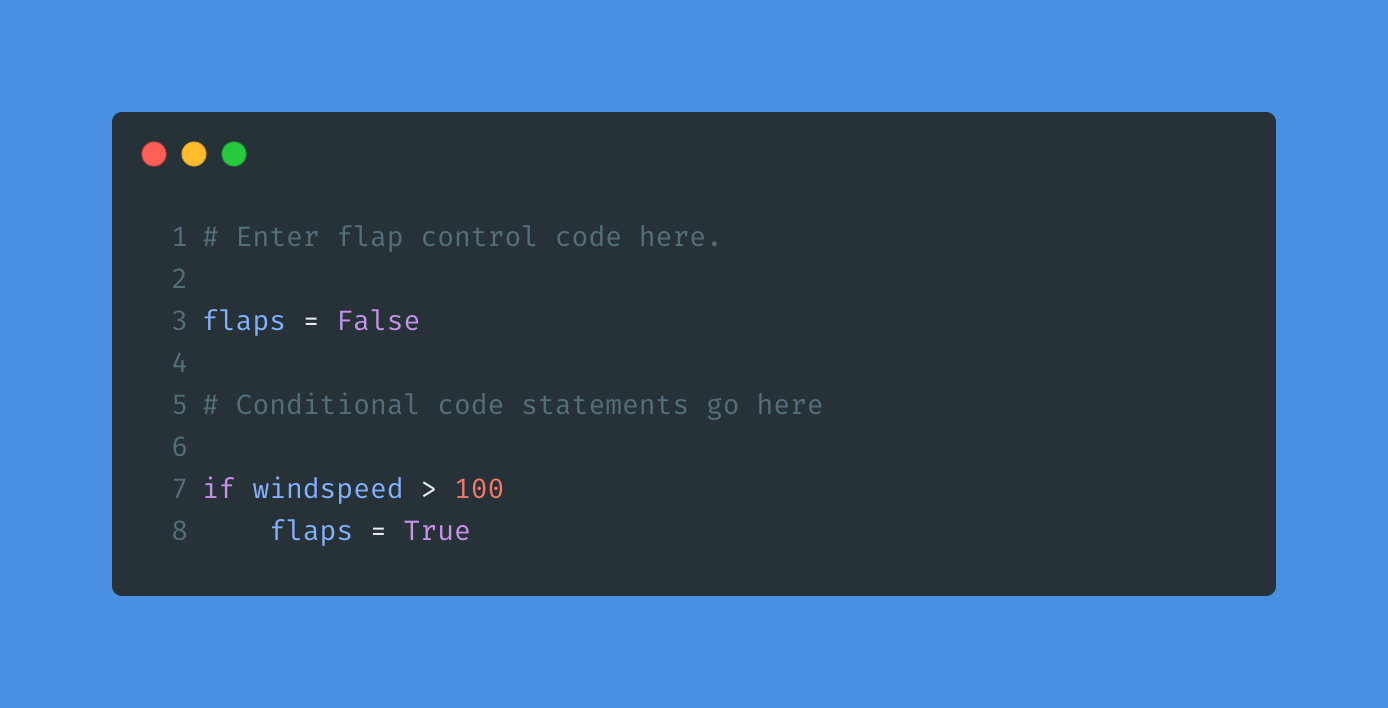 1 # Enter flap control code here.
2
3 flaps = False
4
5 # Conditional code statements go here
6
7 if windspeed > 100
8     flaps = True